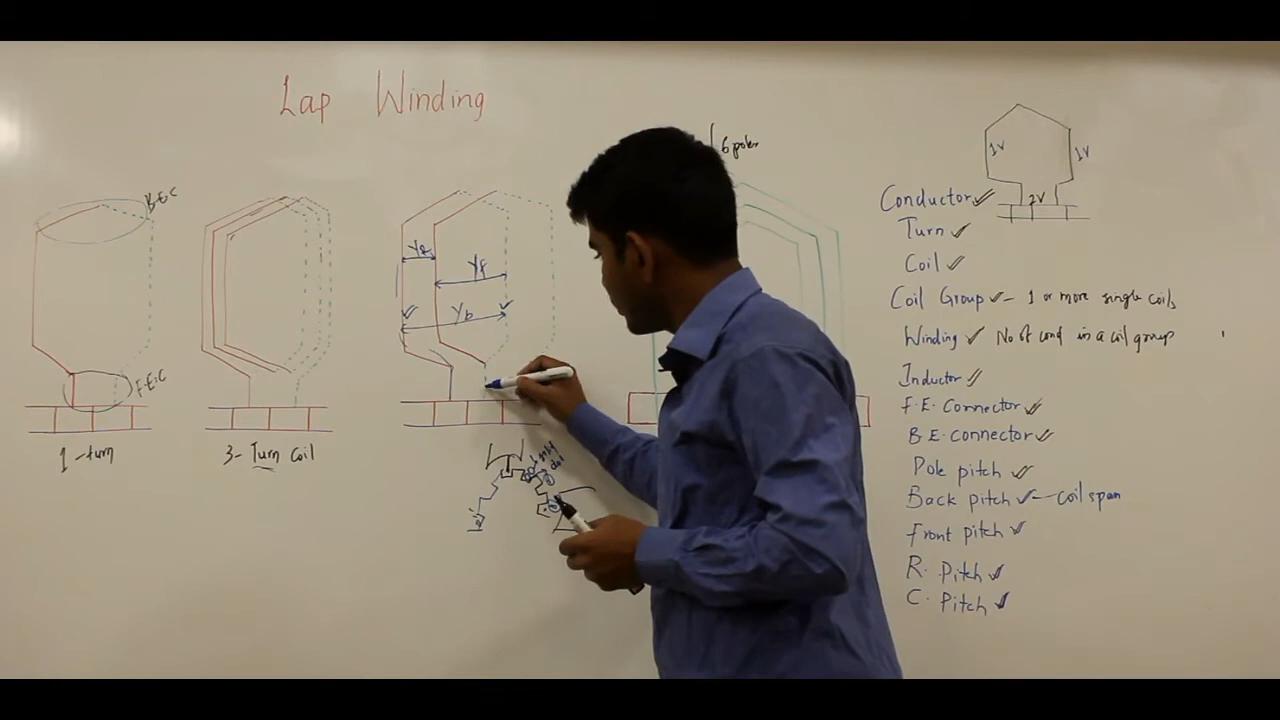 Lap Winding
6 poles
B.E.C
F.E.C
1-turn
3-Turn coil
YR
Yf
Yb
1V
1V
2V
Conductor ✓
Turn ✓
Coil ✓
Coil Group ✓ - 1 or more single coils
Winding ✓ No of cond in a coil group
Inductor ✓
F.E. Connector ✓
B.E. connector ✓
Pole pitch ✓
Back pitch ✓ - coil span
Front pitch ✓
R. Pitch ✓
C. Pitch ✓